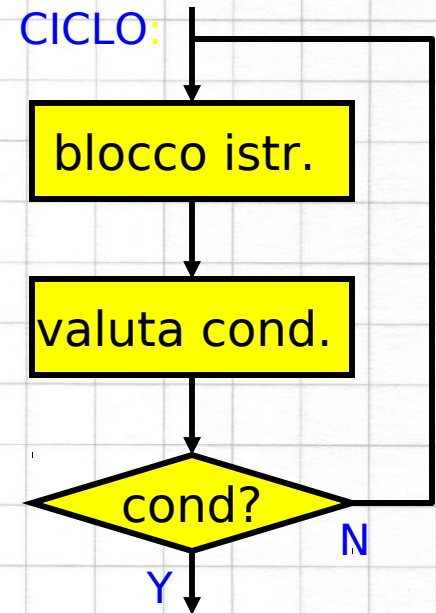 CICLO:
blocco istr.
valuta cond.
cond?
N
Y